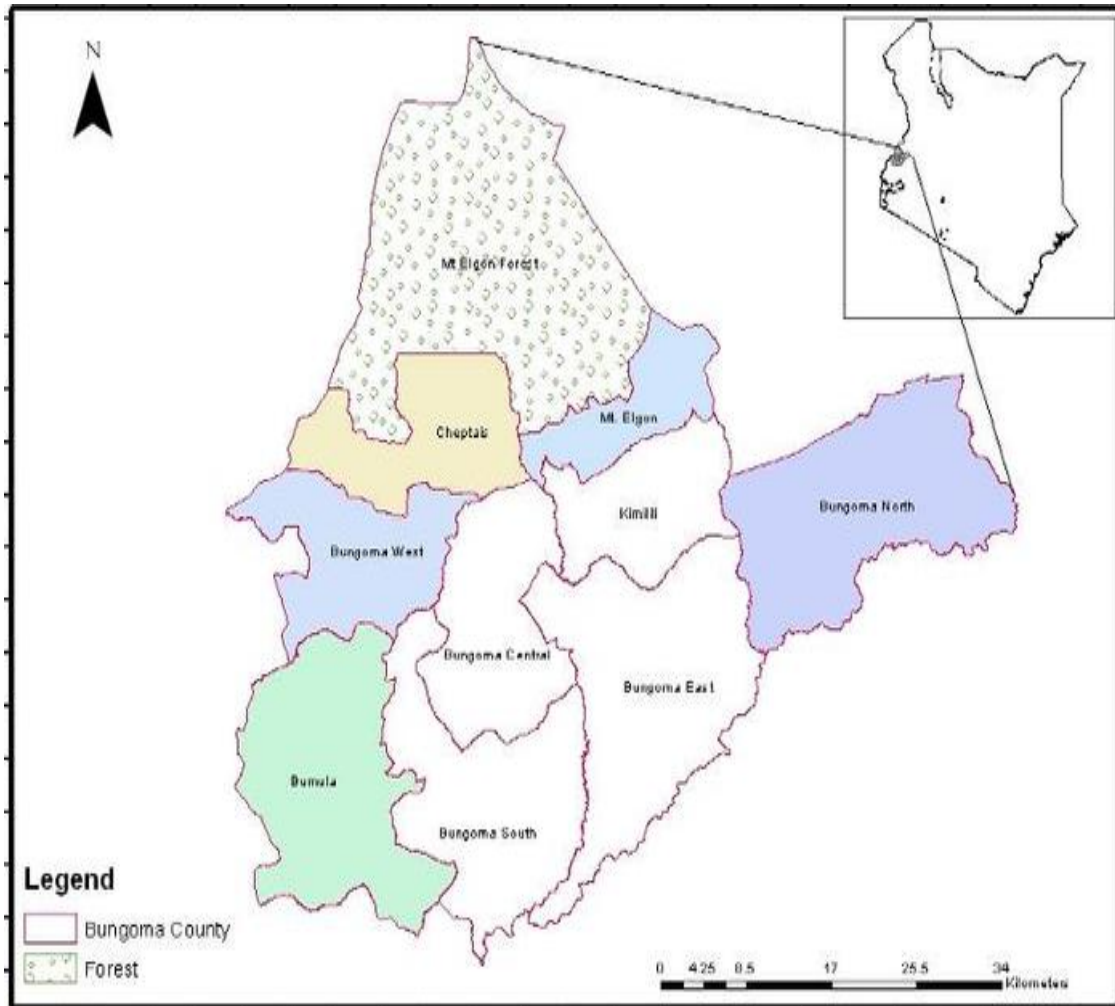 N
Mt Elgon Forest
Mt. Elgon
Cheptais
Bungoma North
Kimilili
Bungoma West
Bungoma Central
Bungoma East
Bumula
Bungoma South
Legend
Bungoma County
Forest
0 4.25 8.5 17 25.5 34
Kilometers